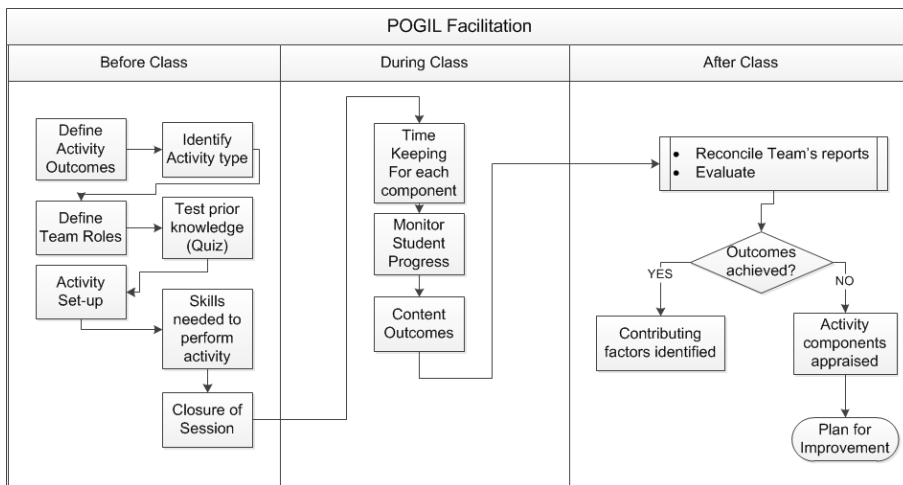 POGIL Facilitation
Before Class
During Class
After Class
Define
Activity
Outcomes
Identify
Activity type
Define
Team Roles
Test prior
knowledge
(Quiz)
Activity
Set-up
Skills
needed to
perform
activity
Closure of
Session
Time
Keeping
For each
component
Monitor
Student
Progress
Content
Outcomes
• Reconcile Team's reports
• Evaluate
Outcomes
achieved?
YES
NO
Contributing
factors identified
Activity
components
appraised
Plan for
Improvement